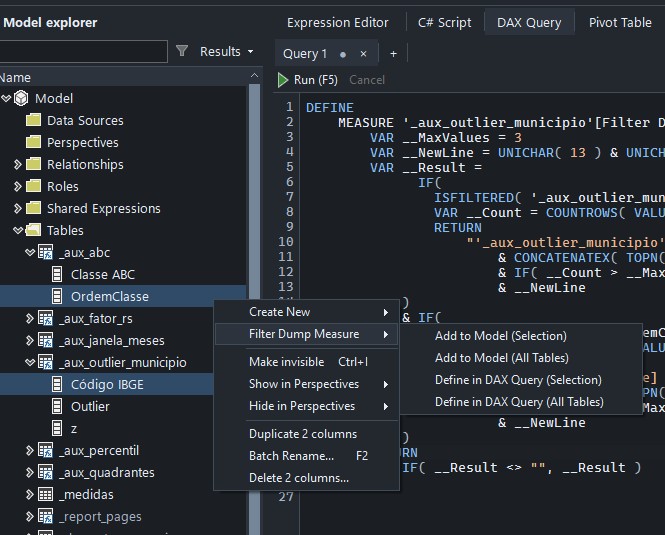 Model explorer
Expression Editor
C# Script
DAX Query
Pivot Table
Results
Query 1
+
Run (F5)
Cancel
Name
Model
Data Sources
Perspectives
Relationships
Roles
Shared Expressions
Tables
_aux_abc
Classe ABC
OrdemClasse
_aux_fator_rs
_aux_janela_meses
_aux_outlier_municipio
Código IBGE
Outlier
z
_aux_percentil
_aux_quadrantes
_medidas
_report_pages
1 DEFINE
2 MEASURE '_aux_outlier_municipio'[Filter D
3 VAR __MaxValues = 3
4 VAR __NewLine = UNICHAR( 13 ) & UNICH
5 VAR __Result =
6 IF(
7 ISFILTERED( '_aux_outlier_mun
8 VAR __Count = COUNTROWS( VALU
9 RETURN
10 "'_aux_outlier_municipio'
11 & CONCATENATEX( TOPN(
12 & IF( __Count > __Max
13 & __NewLine
)
& IF(
& __NewLine
)
RN
IF( __Result <> "", __Result )
27
Create New
Filter Dump Measure
Make invisible Ctrl+I
Show in Perspectives
Hide in Perspectives
Duplicate 2 columns
Batch Rename... F2
Delete 2 columns...
Add to Model (Selection)
Add to Model (All Tables)
Define in DAX Query (Selection)
Define in DAX Query (All Tables)